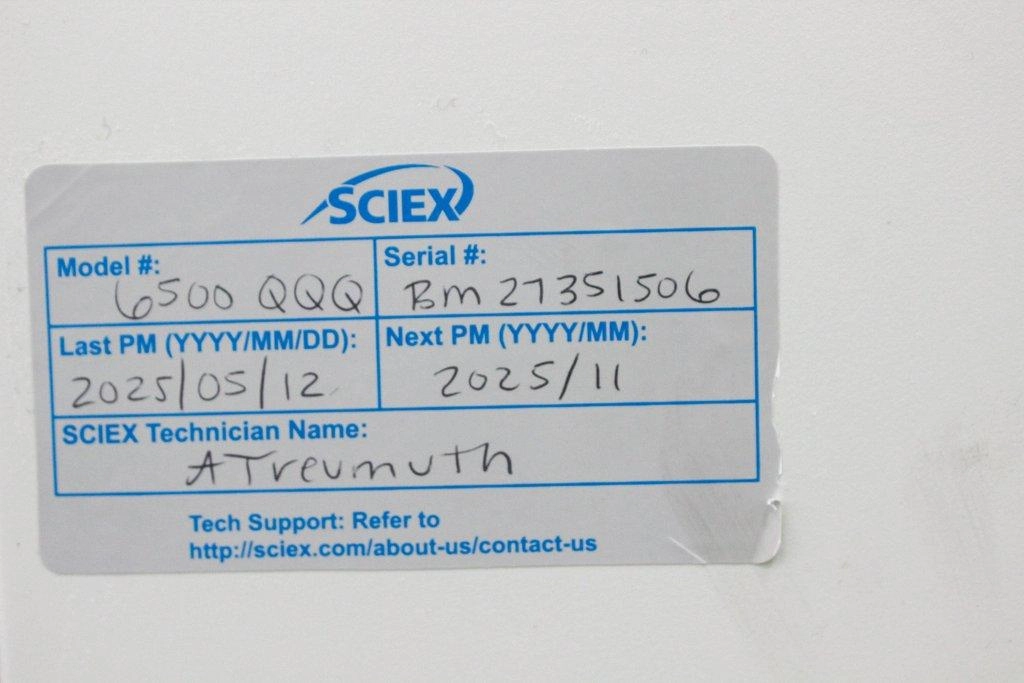 SCIEX
Model #:
6500 QQQ
Serial #:
Bm 27351506
Last PM (YYYY/MM/DD):
2025/05/12
Next PM (YYYY/MM):
2025/11
SCIEX Technician Name:
A Treumuth
Tech Support: Refer to
http://sciex.com/about-us/contact-us